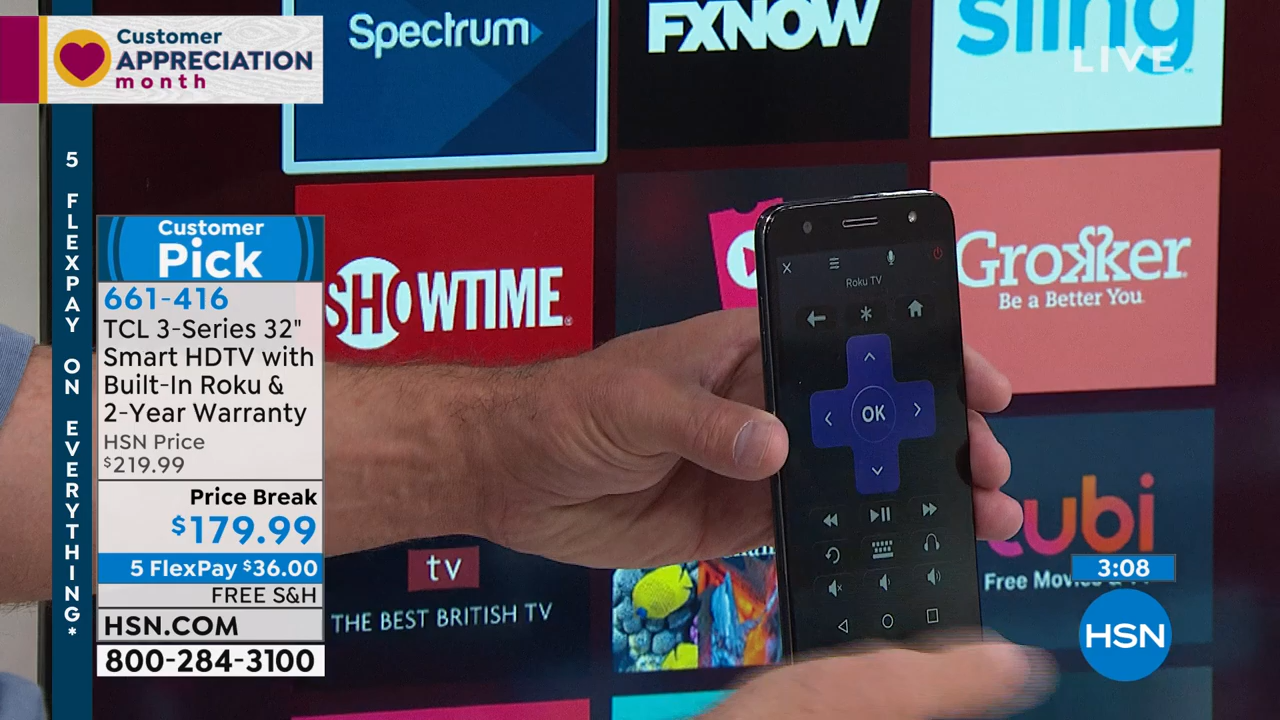 Customer
APPRECIATION
month
5 FLEXPAY ON EVERYTHING*
Customer
Pick
661-416
TCL 3-Series 32"
Smart HDTV with
Built-In Roku &
2-Year Warranty
HSN Price
$219.99
Price Break
$179.99
5 FlexPay $36.00
FREE S&H
HSN.COM
800-284-3100
Spectrum
FXNOW
sling
LIVE
SHOWTIME
Grokker
Be a Better You
Roku TV
OK
tv
THE BEST BRITISH TV
tubi
Free Movies &
3:08
HSN